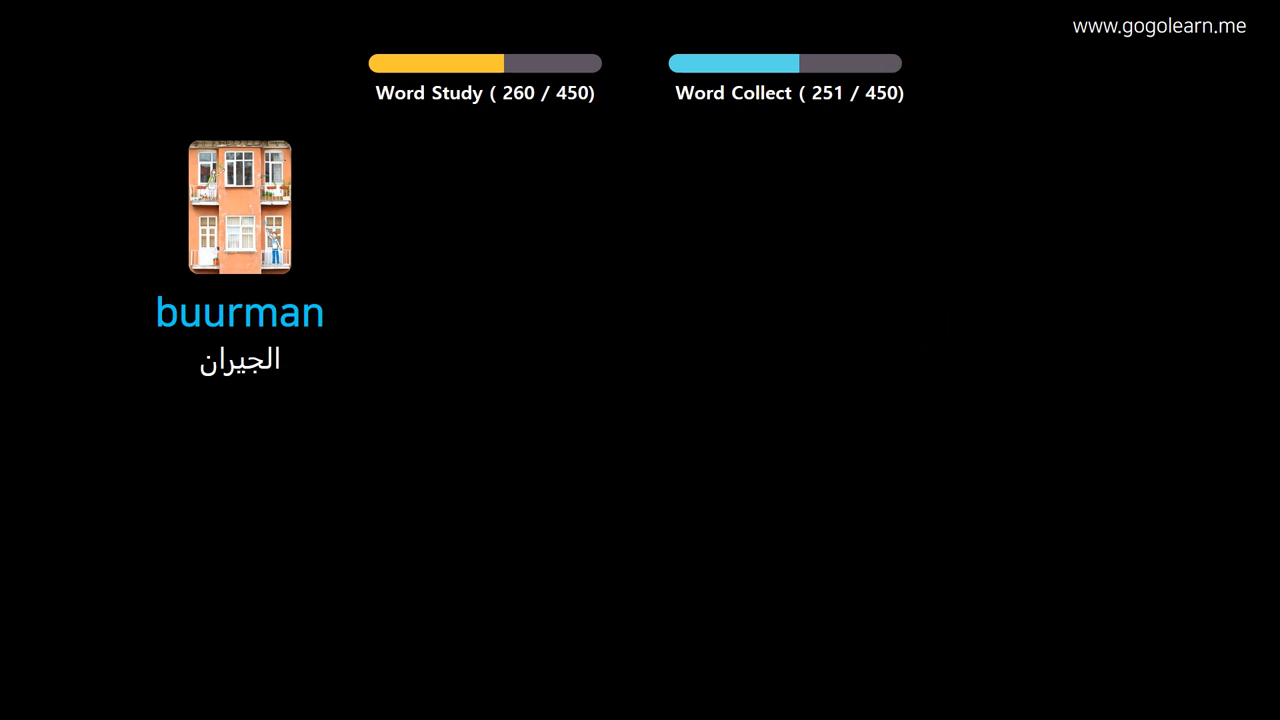 www.gogolearn.me
Word Study ( 260 / 450)
Word Collect ( 251 / 450)
buurman
الجيران